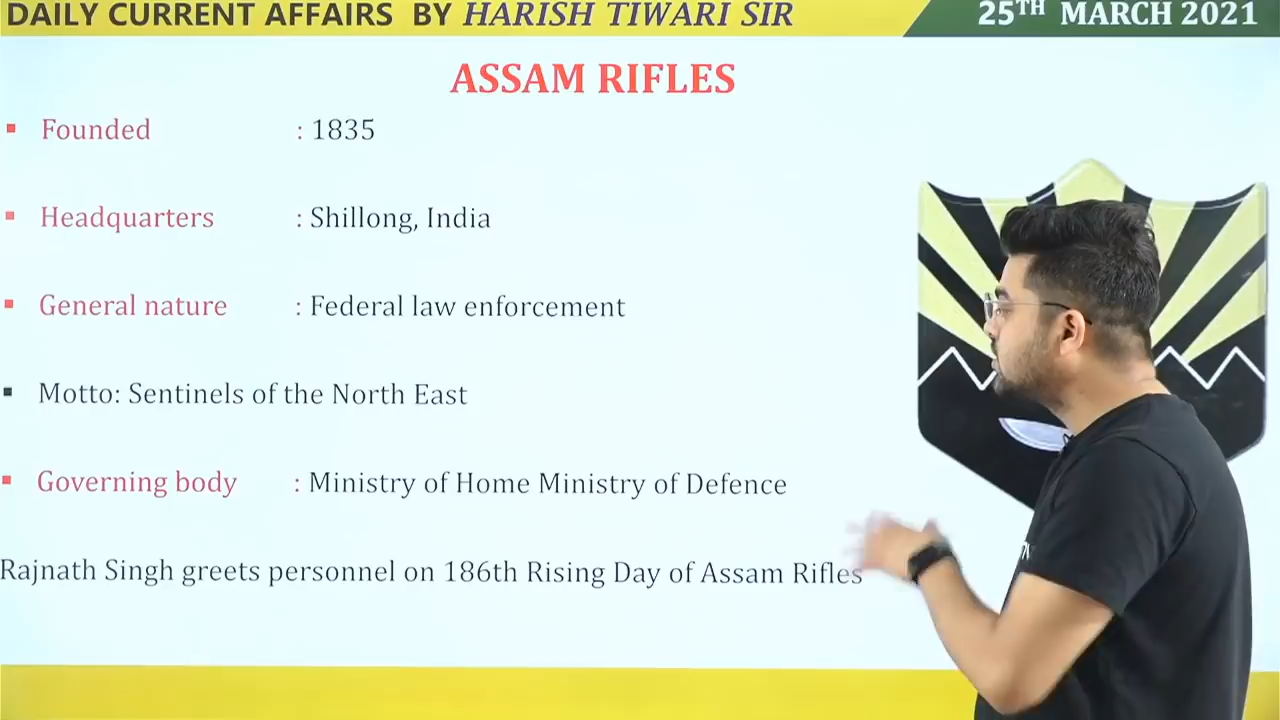 DAILY CURRENT AFFAIRS BY HARISH TIWARI SIR
25TH MARCH 2021
ASSAM RIFLES
▪ Founded : 1835
▪ Headquarters : Shillong, India
▪ General nature : Federal law enforcement
▪ Motto: Sentinels of the North East
▪ Governing body : Ministry of Home Ministry of Defence
Rajnath Singh greets personnel on 186th Rising Day of Assam Rifles